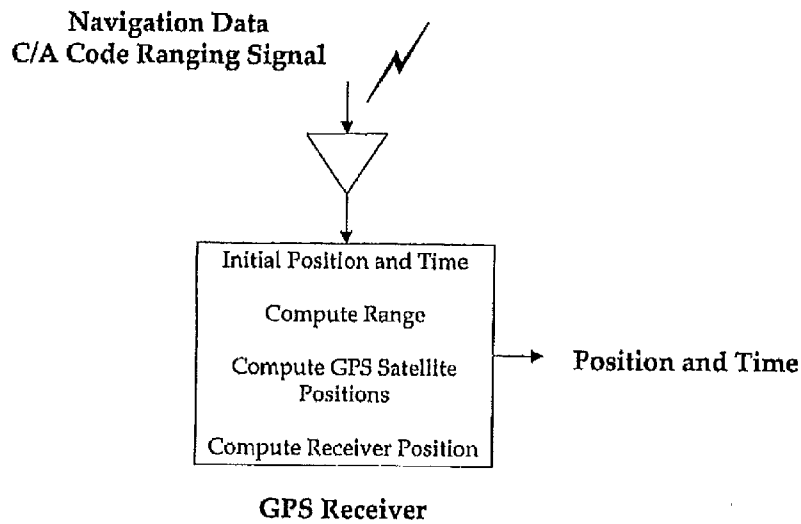 Navigation Data
C/A Code Ranging Signal
Initial Position and Time
Compute Range
Compute GPS Satellite
Positions
Compute Receiver Position
Position and Time
GPS Receiver